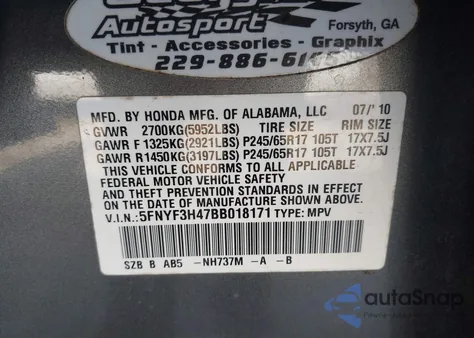 Autosport
Forsyth, GA
Tint - Accessories - Graphix
229-886-6
MFD. BY HONDA MFG. OF ALABAMA, LLC 07/'10
GVWR 2700KG(5952LBS) TIRE SIZE RIM SIZE
GAWR F 1325KG(2921LBS) P245/65R17 105T 17X7.5J
GAWR R 1450KG(3197LBS) P245/65R17 105T 17X7.5J
THIS VEHICLE CONFORMS TO ALL APPLICABLE
FEDERAL MOTOR VEHICLE SAFETY
AND THEFT PREVENTION STANDARDS IN EFFECT
ON THE DATE OF MANUFACTURE SHOWN ABOVE.
V.I.N.: 5FNYF3H47BB018171 TYPE: MPV
SZB B AB5 -NH737M -A -B
autoSnap